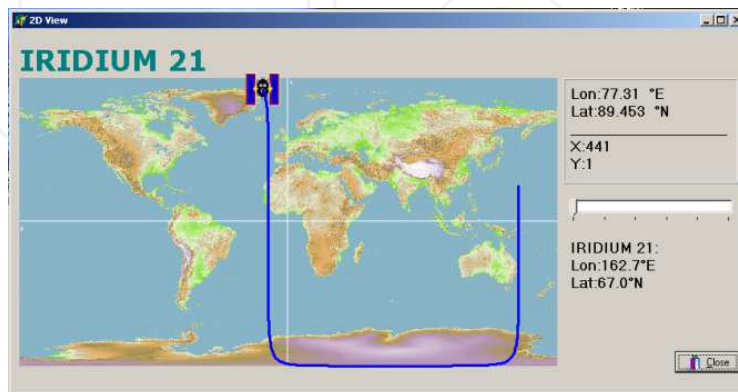 2D View
IRIDIUM 21
Lon:77.31 °E
Lat:89.453 °N
X:441
Y:1
IRIDIUM 21:
Lon:162.7°E
Lat:67.0°N
Close